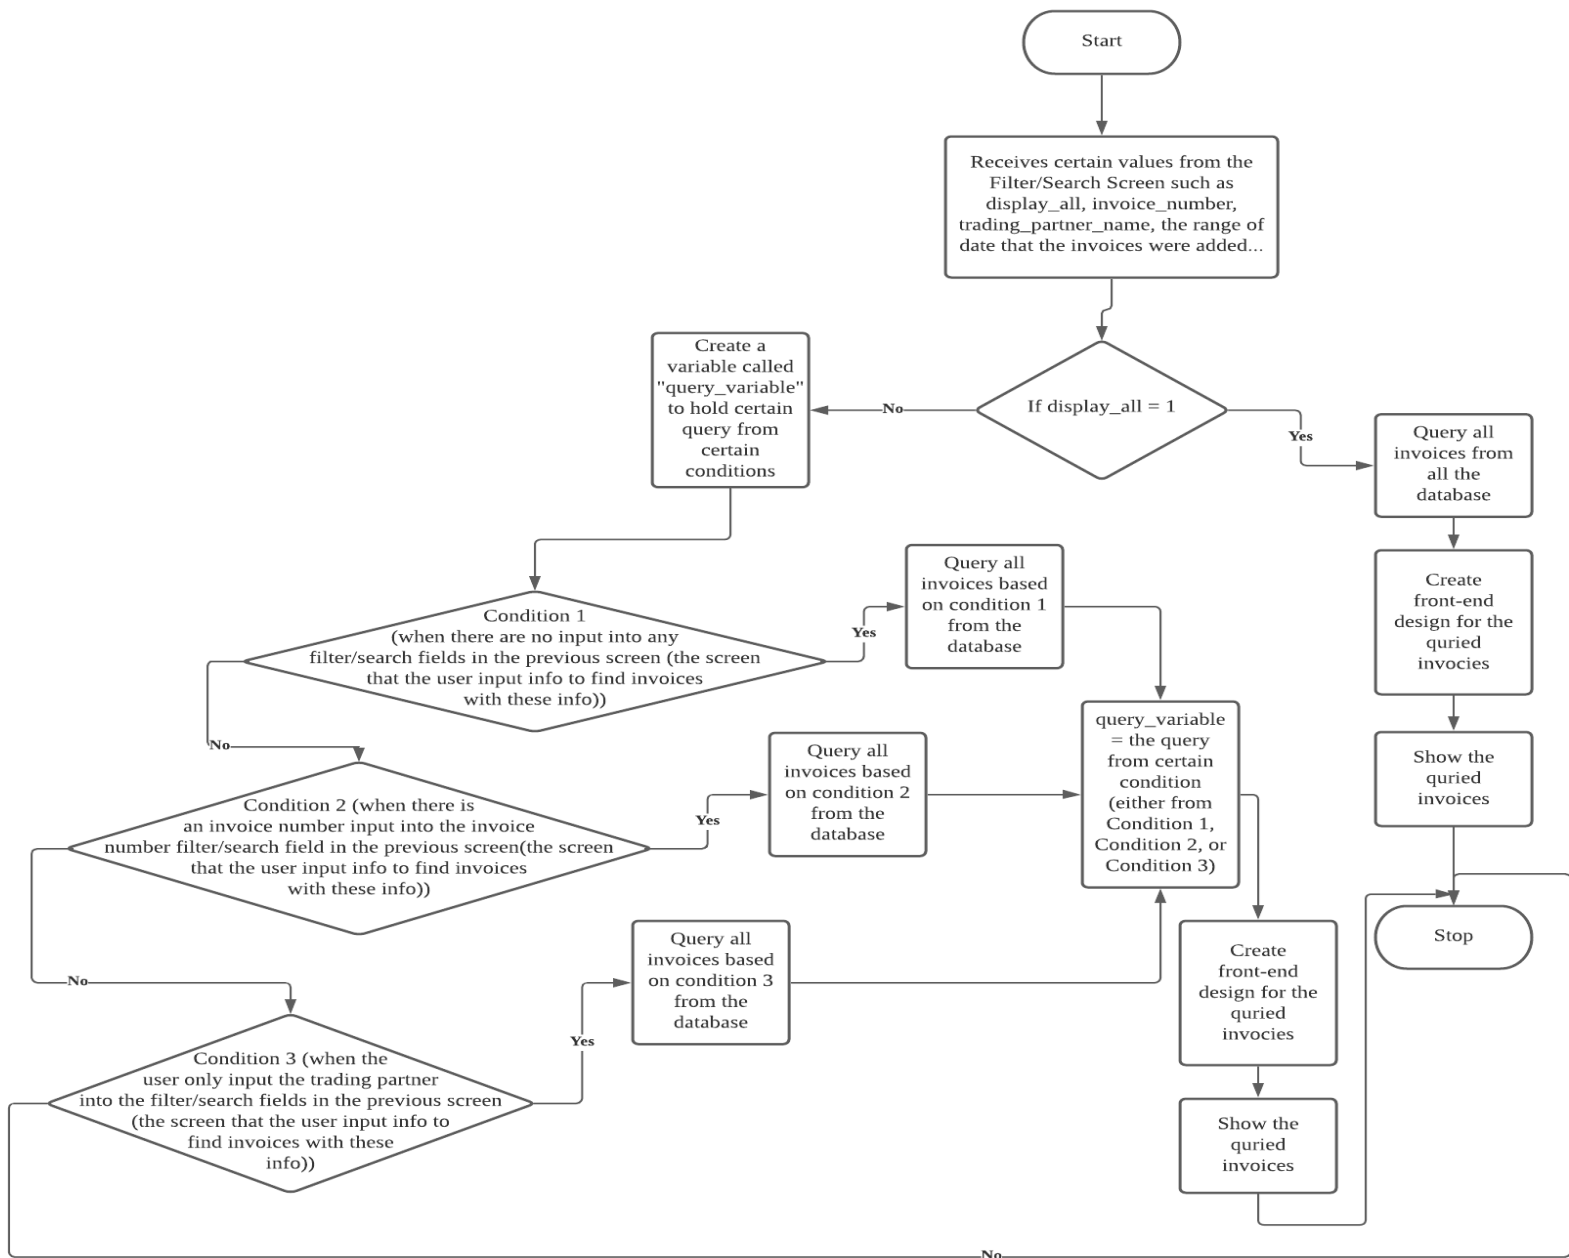 Start
Receives certain values from the
Filter/Search Screen such as
display_all, invoice_number,
trading_partner_name, the range of
date that the invoices were added...
If display_all = 1
No
Yes
Create a
variable called
"query_variable"
to hold certain
query from
certain
conditions
Query all
invoices from
all the
database
Create
front-end
design for the
quried
invocies
Show the
quried
invoices
Condition 1
(when there are no input into any
filter/search fields in the previous screen (the screen
that the user input info to find invoices
with these info))
Yes
Query all
invoices based
on condition 1
from the
database
No
Condition 2 (when there is
an invoice number input into the invoice
number filter/search field in the previous screen(the screen
that the user input info to find invoices
with these info))
Yes
Query all
invoices based
on condition 2
from the
database
query_variable
= the query
from certain
condition
(either from
Condition 1,
Condition 2, or
Condition 3)
No
Condition 3 (when the
user only input the trading partner
into the filter/search fields in the previous screen
(the screen that the user input info to
find invoices with these
info))
Yes
Query all
invoices based
on condition 3
from the
database
Create
front-end
design for the
quried
invocies
Show the
quried
invoices
Stop
No